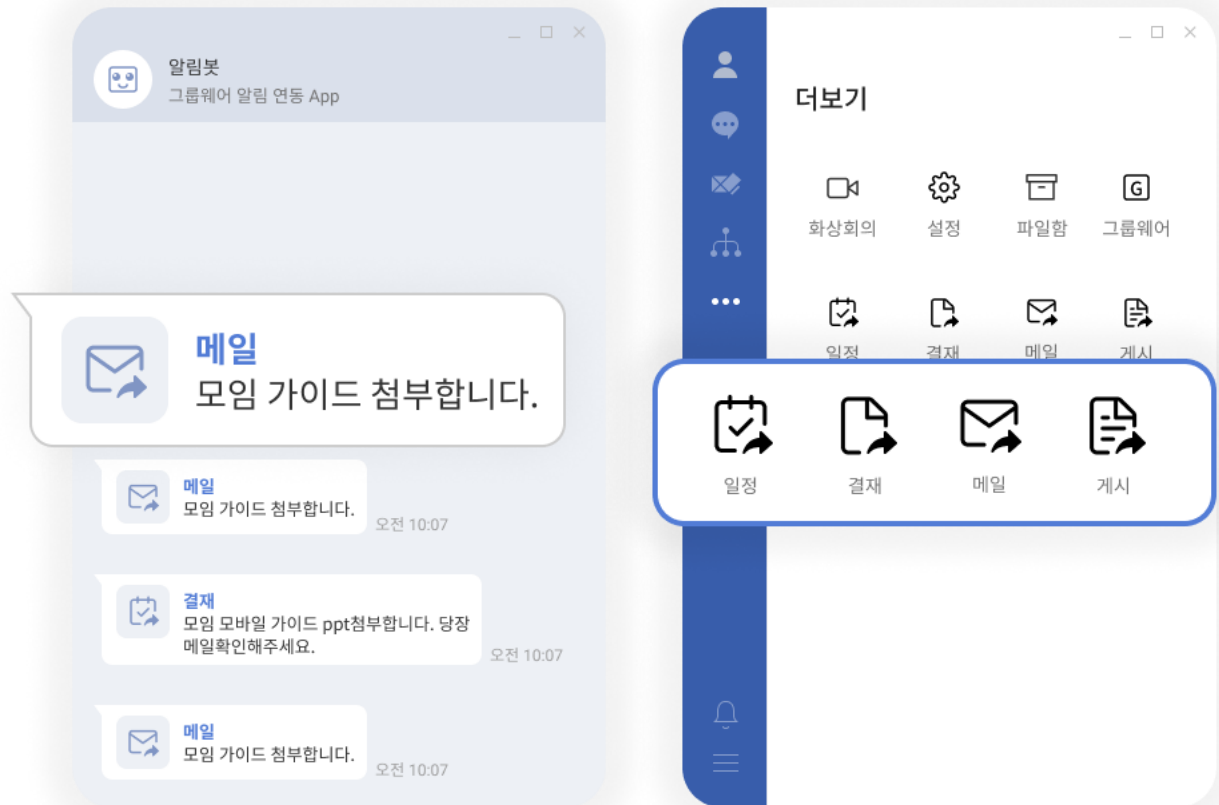 알림봇
그룹웨어 알림 연동 App
메일
모임 가이드 첨부합니다.
메일
모임 가이드 첨부합니다.
오전 10:07
결재
모임 모바일 가이드 ppt첨부합니다. 당장
메일확인해주세요.
오전 10:07
메일
모임 가이드 첨부합니다.
오전 10:07
더보기
화상회의 설정 파일함 그룹웨어
G
일정 결재 메일 게시
일정 결재 메일 게시